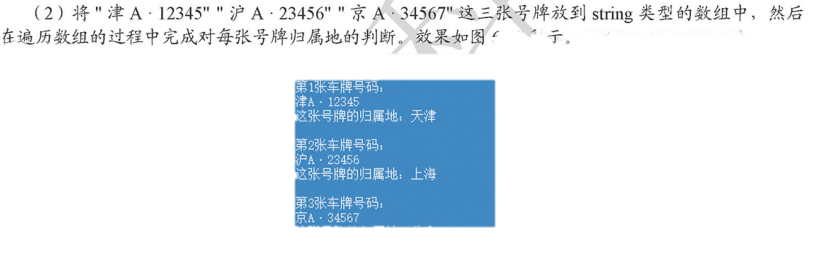 （2）将 "津 A · 12345" "沪 A · 23456" "京 A · 34567" 这三张号牌放到 string 类型的数组中，然后
在遍历数组的过程中完成对每张号牌归属地的判断。效果如图
第1张车牌号码：
津A · 12345
这张号牌的归属地：天津
第2张车牌号码：
沪A · 23456
这张号牌的归属地：上海
第3张车牌号码：
京A · 34567